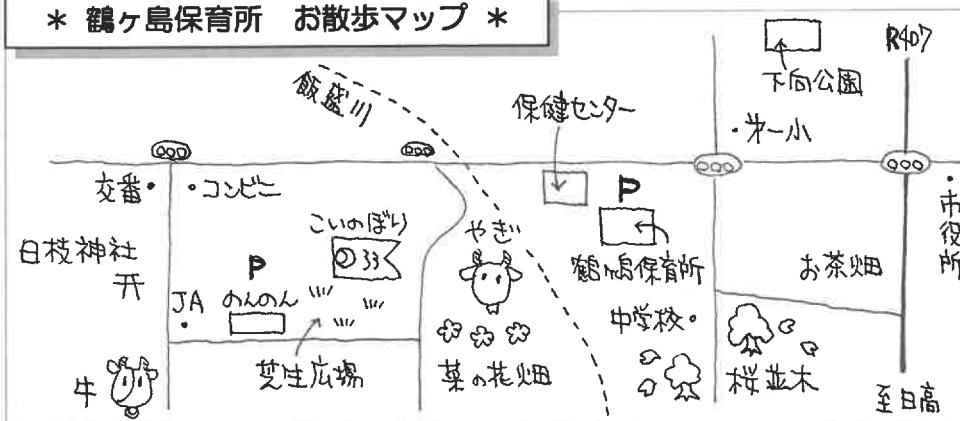 * 鶴ヶ島保育所　お散歩マップ *
R407
下向公園
飯盛川
保健センター
・第一小
交番・
・コンビニ
P
市役所
こいのぼり
やぎ
日枝神社
P
鶴ヶ島保育所
お茶畑
JA
のんのん
中学校・
芝生広場
菜の花畑
桜並木
牛
至日高